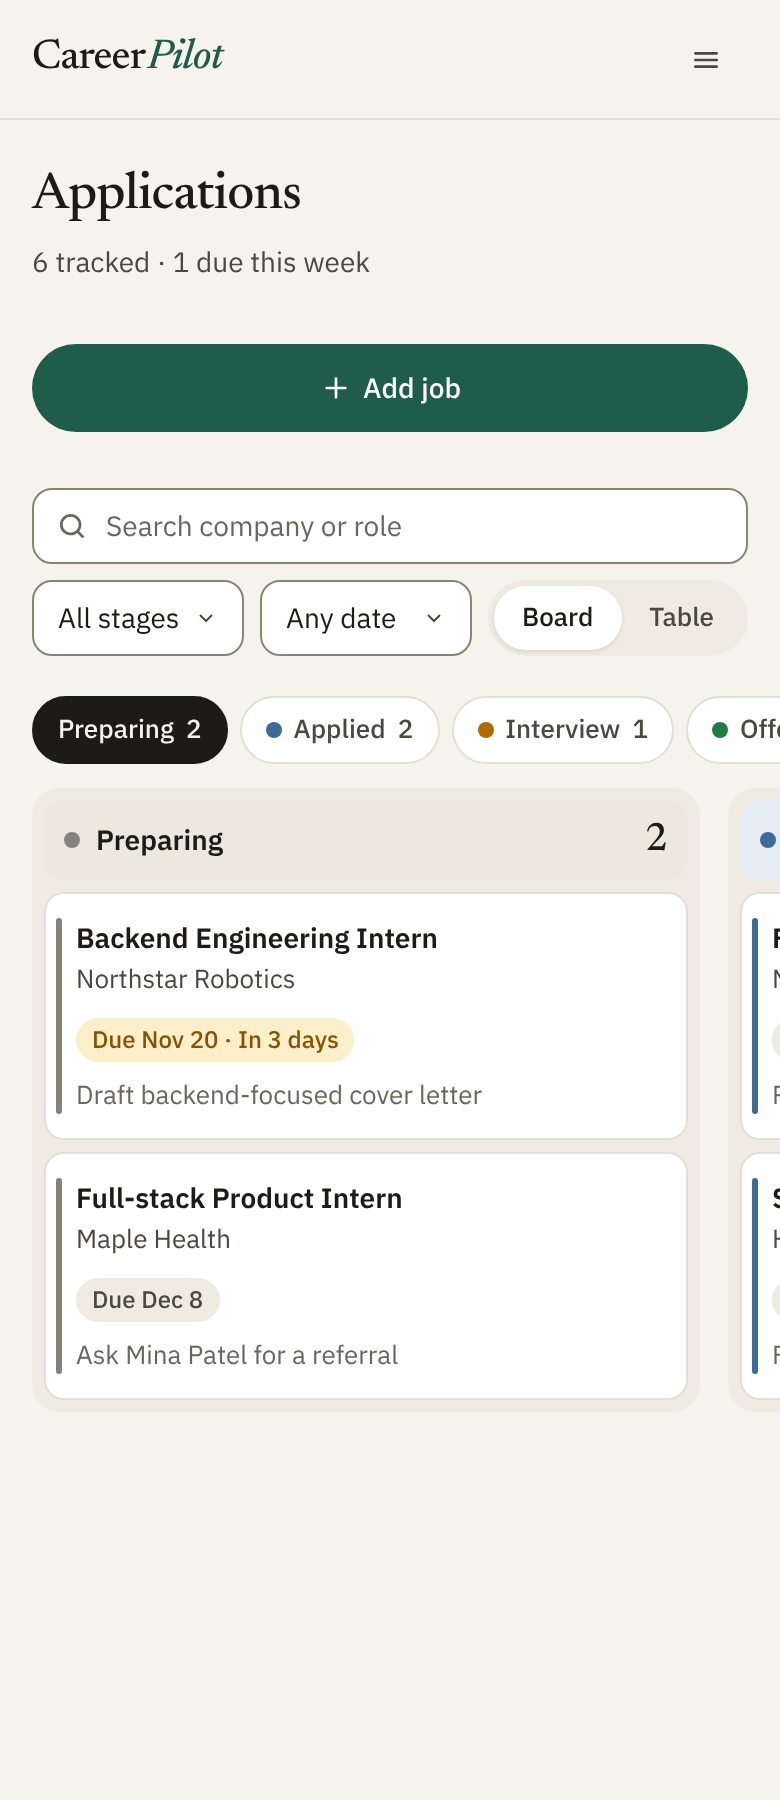 CareerPilot
Applications
6 tracked · 1 due this week
Add job
Search company or role
All stages
Any date
Board
Table
Preparing 2
Applied 2
Interview 1
Preparing
2
Backend Engineering Intern
Northstar Robotics
Due Nov 20 · In 3 days
Draft backend-focused cover letter
Full-stack Product Intern
Maple Health
Due Dec 8
Ask Mina Patel for a referral